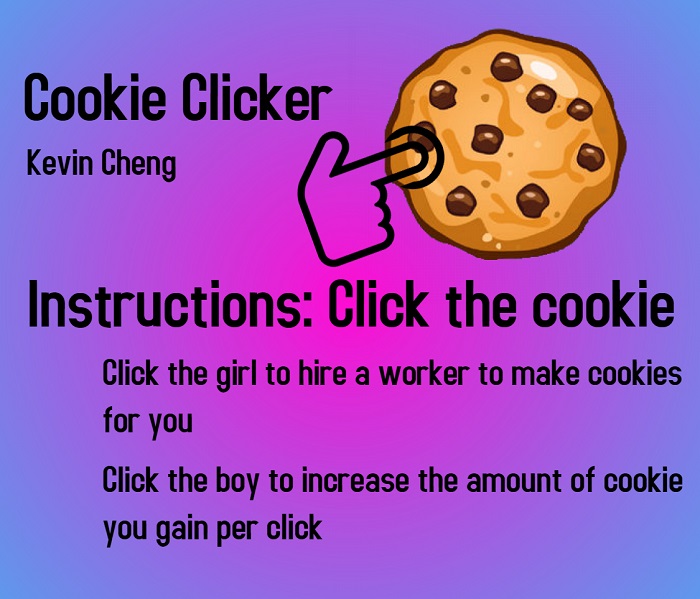 Cookie Clicker
Kevin Cheng
Instructions: Click the cookie
Click the girl to hire a worker to make cookies
for you
Click the boy to increase the amount of cookie
you gain per click